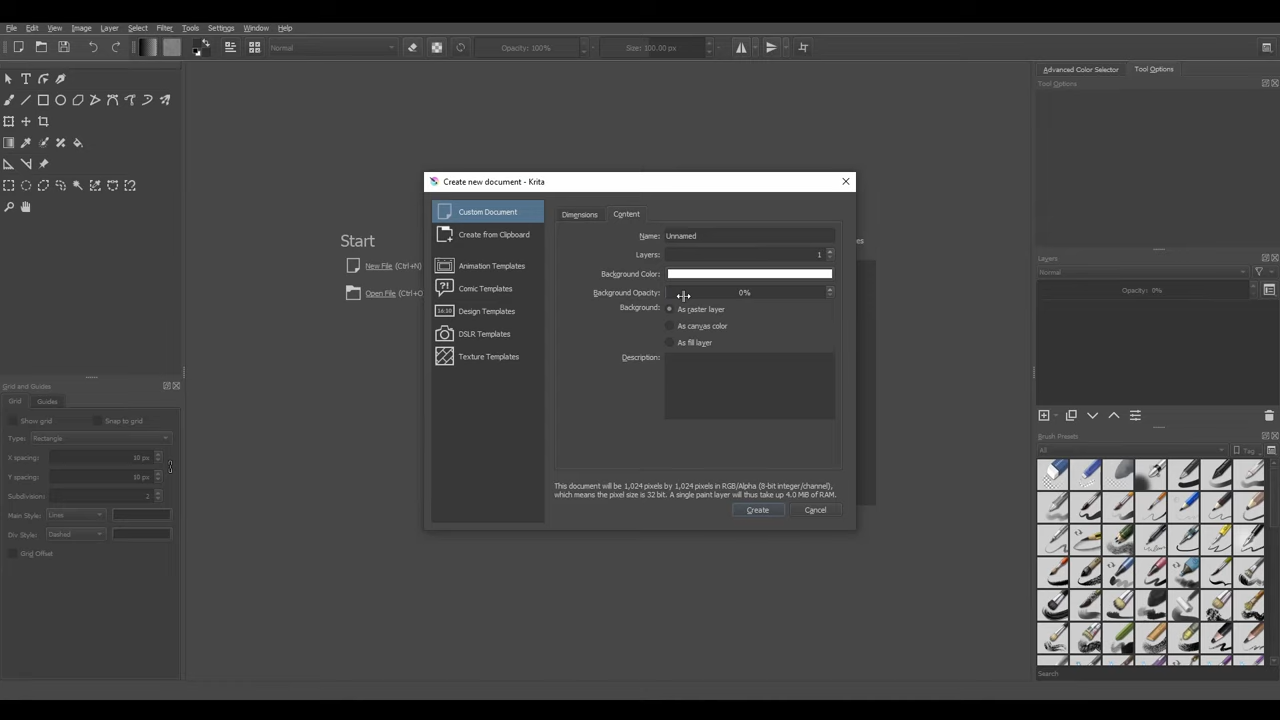 File Edit View Image Layer Select Filter Tools Settings Window Help
Normal Opacity: 100% Size: 100.00 px
Advanced Color Selector Tool Options
Tool Options
Create new document - Krita
Custom Document
Create from Clipboard
Animation Templates
Comic Templates
Design Templates
16:10
DSLR Templates
Texture Templates
Dimensions Content
Name: Unnamed
Layers: 1
Background Color:
Background Opacity: 0%
Background: As raster layer
As canvas color
As fill layer
Description:
This document will be 1,024 pixels by 1,024 pixels in RGB/Alpha (8-bit integer/channel),
which means the pixel size is 32 bit. A single paint layer will thus take up 4.0 MiB of RAM.
Create Cancel
Start
New File (Ctrl+N)
Open File (Ctrl+O
Grid and Guides
Grid Guides
Show grid Snap to grid
Type: Rectangle
X spacing: 10 px
Y spacing: 10 px
Subdivision: 2
Main Style: Lines
Div Style: Dashed
Grid Offset
Layers
Normal
Opacity: 0%
Brush Presets
All Tag
Search